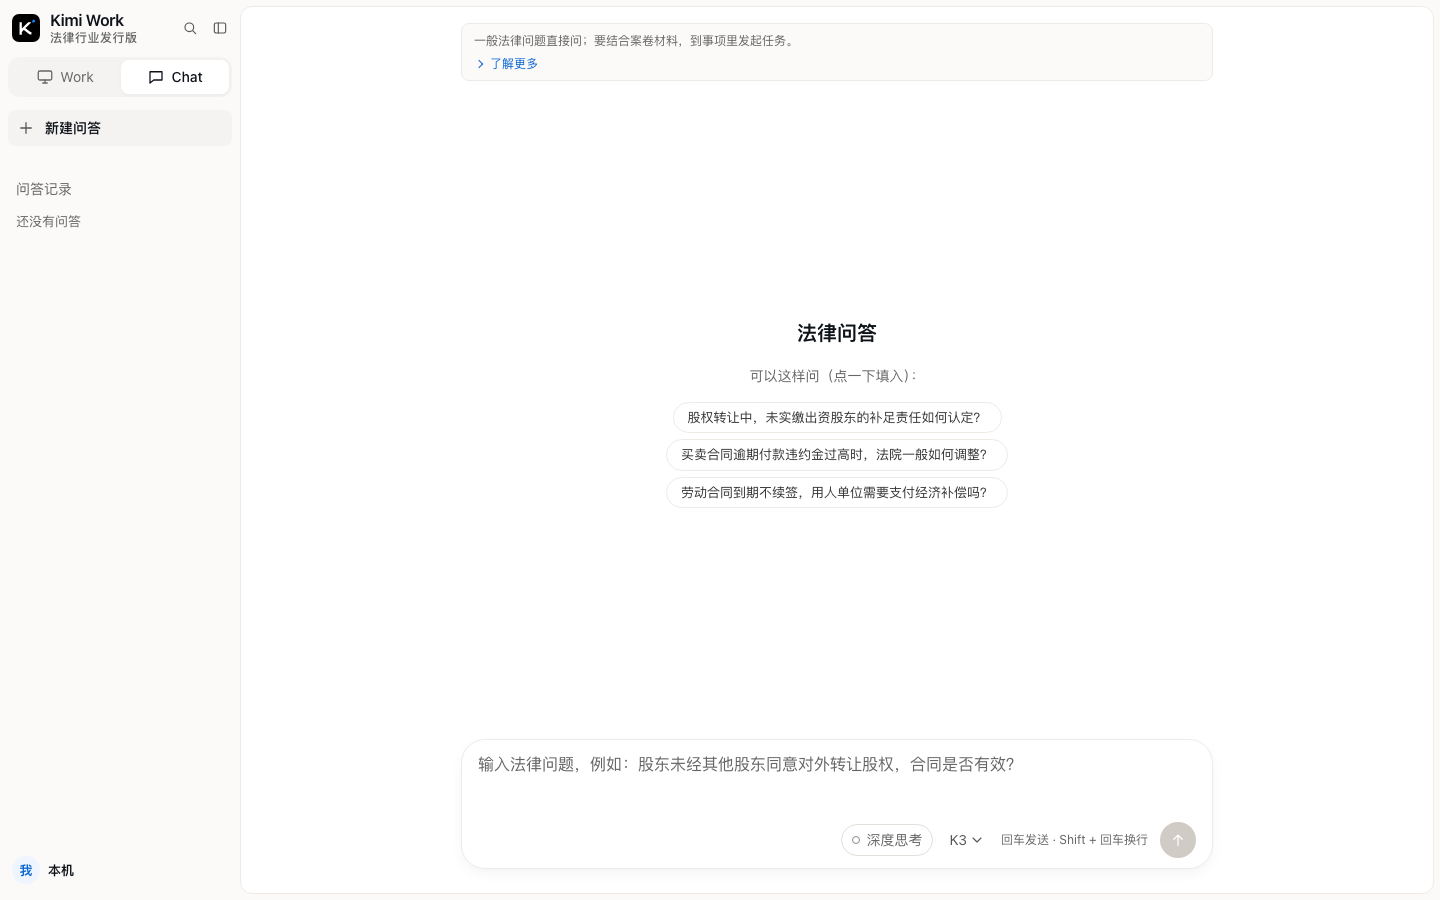 Kimi Work
法律行业发行版
Work
Chat
新建问答
问答记录
还没有问答
我
本机
一般法律问题直接问；要结合案卷材料，到事项里发起任务。
了解更多
法律问答
可以这样问（点一下填入）：
股权转让中，未实缴出资股东的补足责任如何认定？
买卖合同逾期付款违约金过高时，法院一般如何调整？
劳动合同到期不续签，用人单位需要支付经济补偿吗？
输入法律问题，例如：股东未经其他股东同意对外转让股权，合同是否有效？
深度思考
K3
回车发送 · Shift + 回车换行